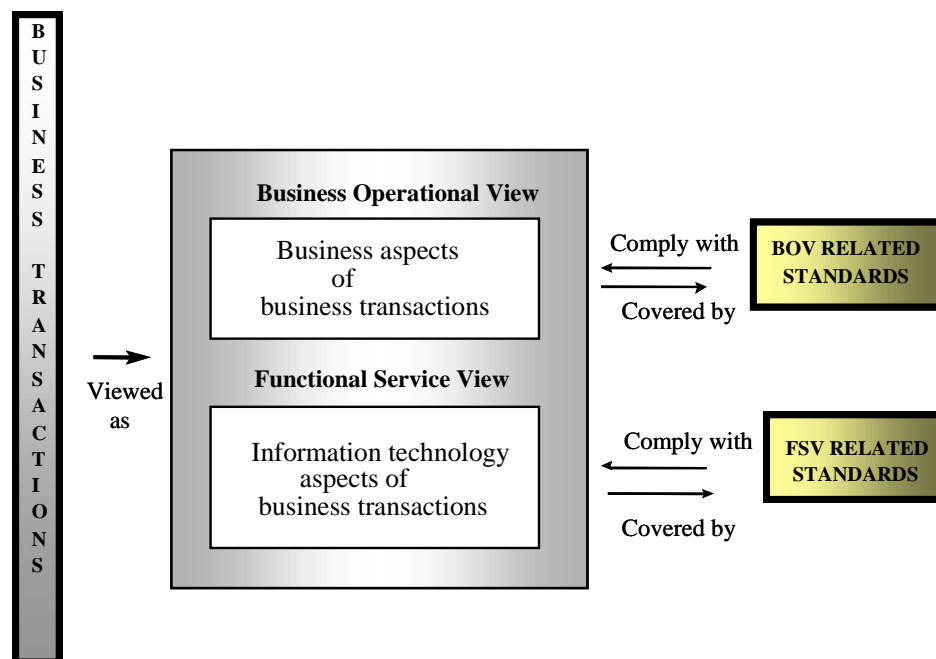 BUSINESS TRANSACTIONS
Viewed
as
Business Operational View
Business aspects
of
business transactions
Functional Service View
Information technology
aspects of
business transactions
Comply with
Covered by
BOV RELATED
STANDARDS
Comply with
Covered by
FSV RELATED
STANDARDS